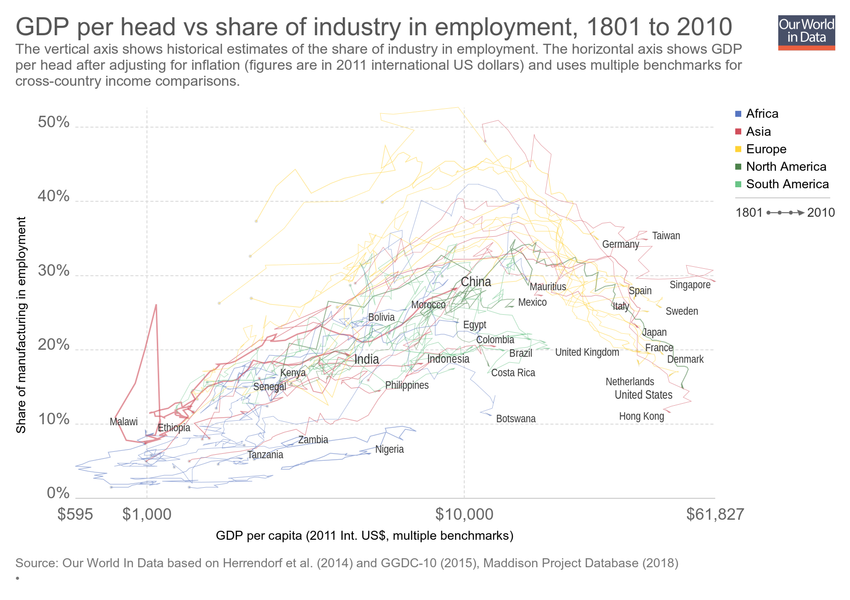 GDP per head vs share of industry in employment, 1801 to 2010
Our World
in Data
The vertical axis shows historical estimates of the share of industry in employment. The horizontal axis shows GDP
per head after adjusting for inflation (figures are in 2011 international US dollars) and uses multiple benchmarks for
cross-country income comparisons.
50%
40%
30%
20%
10%
0%
Share of manufacturing in employment
Africa
Asia
Europe
North America
South America
1801
2010
Taiwan
Germany
Singapore
China
Mauritius
Spain
Morocco
Mexico
Italy
Sweden
Bolivia
Egypt
Japan
Colombia
France
India
Indonesia
Brazil
United Kingdom
Denmark
Kenya
Costa Rica
Senegal
Philippines
Netherlands
United States
Malawi
Ethiopia
Botswana
Hong Kong
Zambia
Nigeria
Tanzania
$595
$1,000
$10,000
$61,827
GDP per capita (2011 Int. US$, multiple benchmarks)
Source: Our World In Data based on Herrendorf et al. (2014) and GGDC-10 (2015), Maddison Project Database (2018)
•